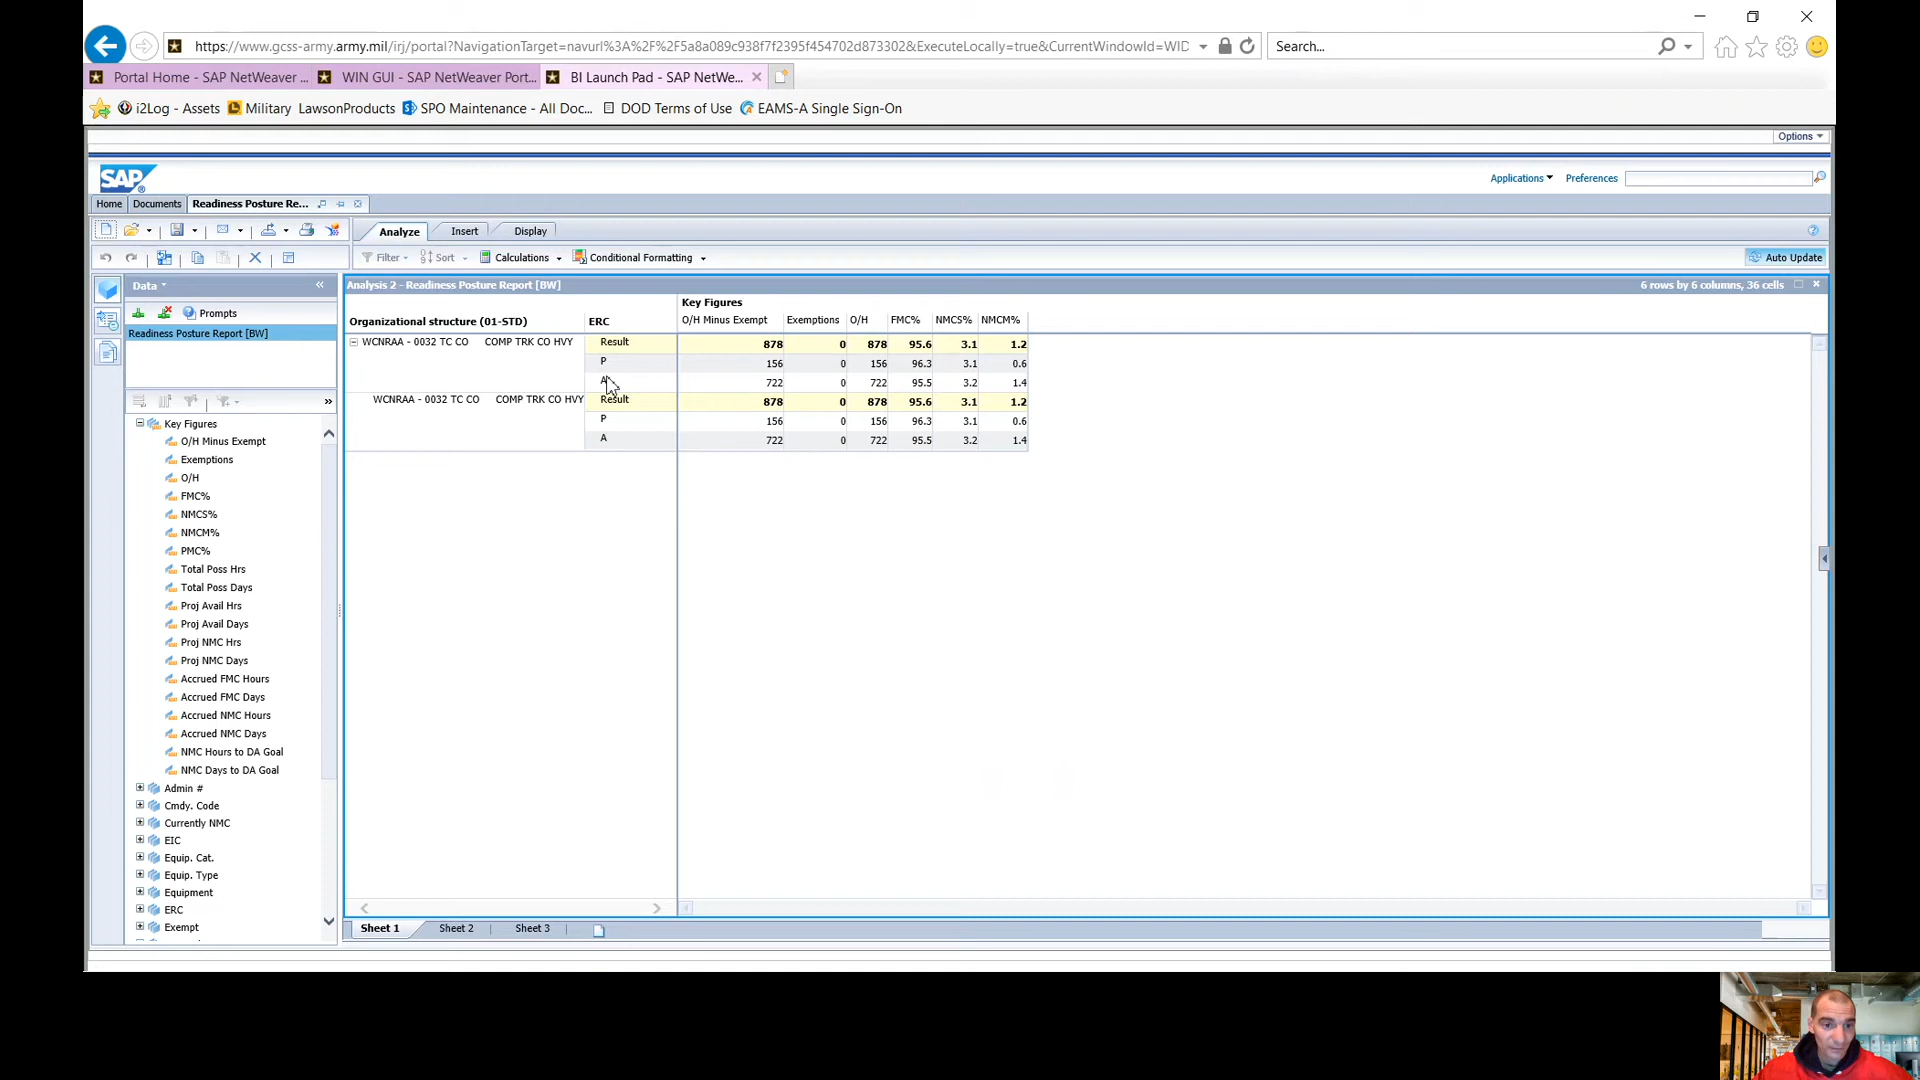 https://www.gcss-army.army.mil/irj/portal?NavigationTarget=navurl%3A%2F%2F5a8a089c938f7f2395f454702d873302&ExecuteLocally=true&CurrentWindowId=WID
Search...
Portal Home - SAP NetWeaver ...
WIN GUI - SAP NetWeaver Port...
BI Launch Pad - SAP NetWe...
i2Log - Assets
Military
LawsonProducts
SPO Maintenance - All Doc...
DOD Terms of Use
EAMS-A Single Sign-On
Options
SAP
Applications
Preferences
Home
Documents
Readiness Posture Re...
Analyze
Insert
Display
Filter
Sort
Calculations
Conditional Formatting
Auto Update
Data
Prompts
Readiness Posture Report [BW]
Key Figures
O/H Minus Exempt
Exemptions
O/H
FMC%
NMCS%
NMCM%
PMC%
Total Poss Hrs
Total Poss Days
Proj Avail Hrs
Proj Avail Days
Proj NMC Hrs
Proj NMC Days
Accrued FMC Hours
Accrued FMC Days
Accrued NMC Hours
Accrued NMC Days
NMC Hours to DA Goal
NMC Days to DA Goal
Admin #
Cmdy. Code
Currently NMC
EIC
Equip. Cat.
Equip. Type
Equipment
ERC
Exempt
Analysis 2 - Readiness Posture Report [BW]
6 rows by 6 columns, 36 cells
Key Figures
Organizational structure (01-STD) ERC O/H Minus Exempt Exemptions O/H FMC% NMCS% NMCM%
WCNRAA - 0032 TC CO COMP TRK CO HVY Result 878 0 878 95.6 3.1 1.2
P 156 0 156 96.3 3.1 0.6
A 722 0 722 95.5 3.2 1.4
WCNRAA - 0032 TC CO COMP TRK CO HVY Result 878 0 878 95.6 3.1 1.2
P 156 0 156 96.3 3.1 0.6
A 722 0 722 95.5 3.2 1.4
Sheet 1
Sheet 2
Sheet 3